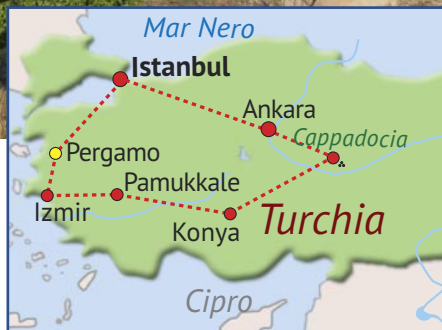 Mar Nero
Istanbul
Ankara
Cappadocia
Pergamo
Pamukkale
Izmir
Konya
Turchia
Cipro